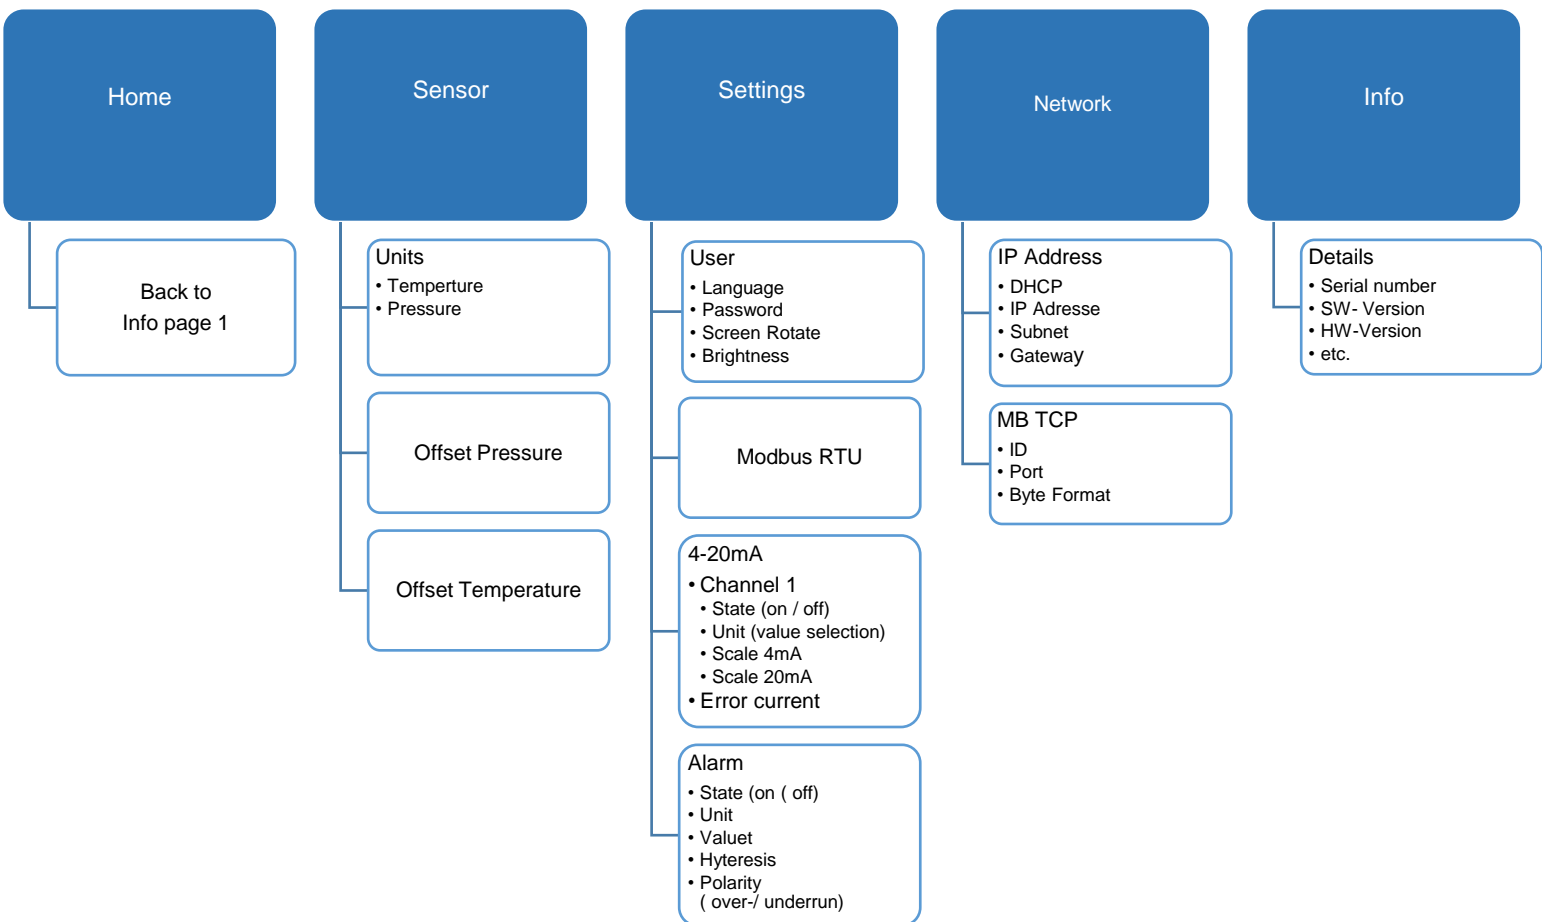 Home
Back to
Info page 1
Sensor
Units
• Temperture
• Pressure
Offset Pressure
Offset Temperature
Settings
User
• Language
• Password
• Screen Rotate
• Brightness
Modbus RTU
4-20mA
• Channel 1
• State (on / off)
• Unit (value selection)
• Scale 4mA
• Scale 20mA
• Error current
Alarm
• State (on ( off)
• Unit
• Valuet
• Hyteresis
• Polarity
( over-/ underrun)
Network
IP Address
• DHCP
• IP Adresse
• Subnet
• Gateway
MB TCP
• ID
• Port
• Byte Format
Info
Details
• Serial number
• SW- Version
• HW-Version
• etc.